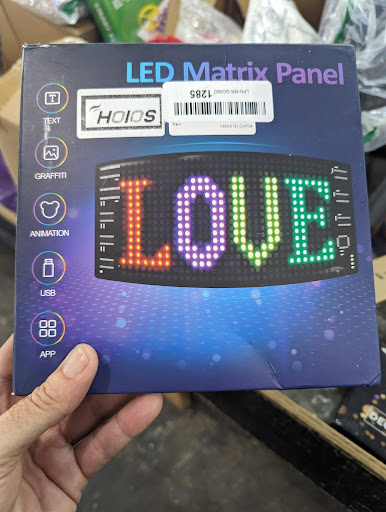 LED Matrix Panel
1285
HOIOS
TEXT
GRAFFITI
LOVE
ANIMATION
USB
APP